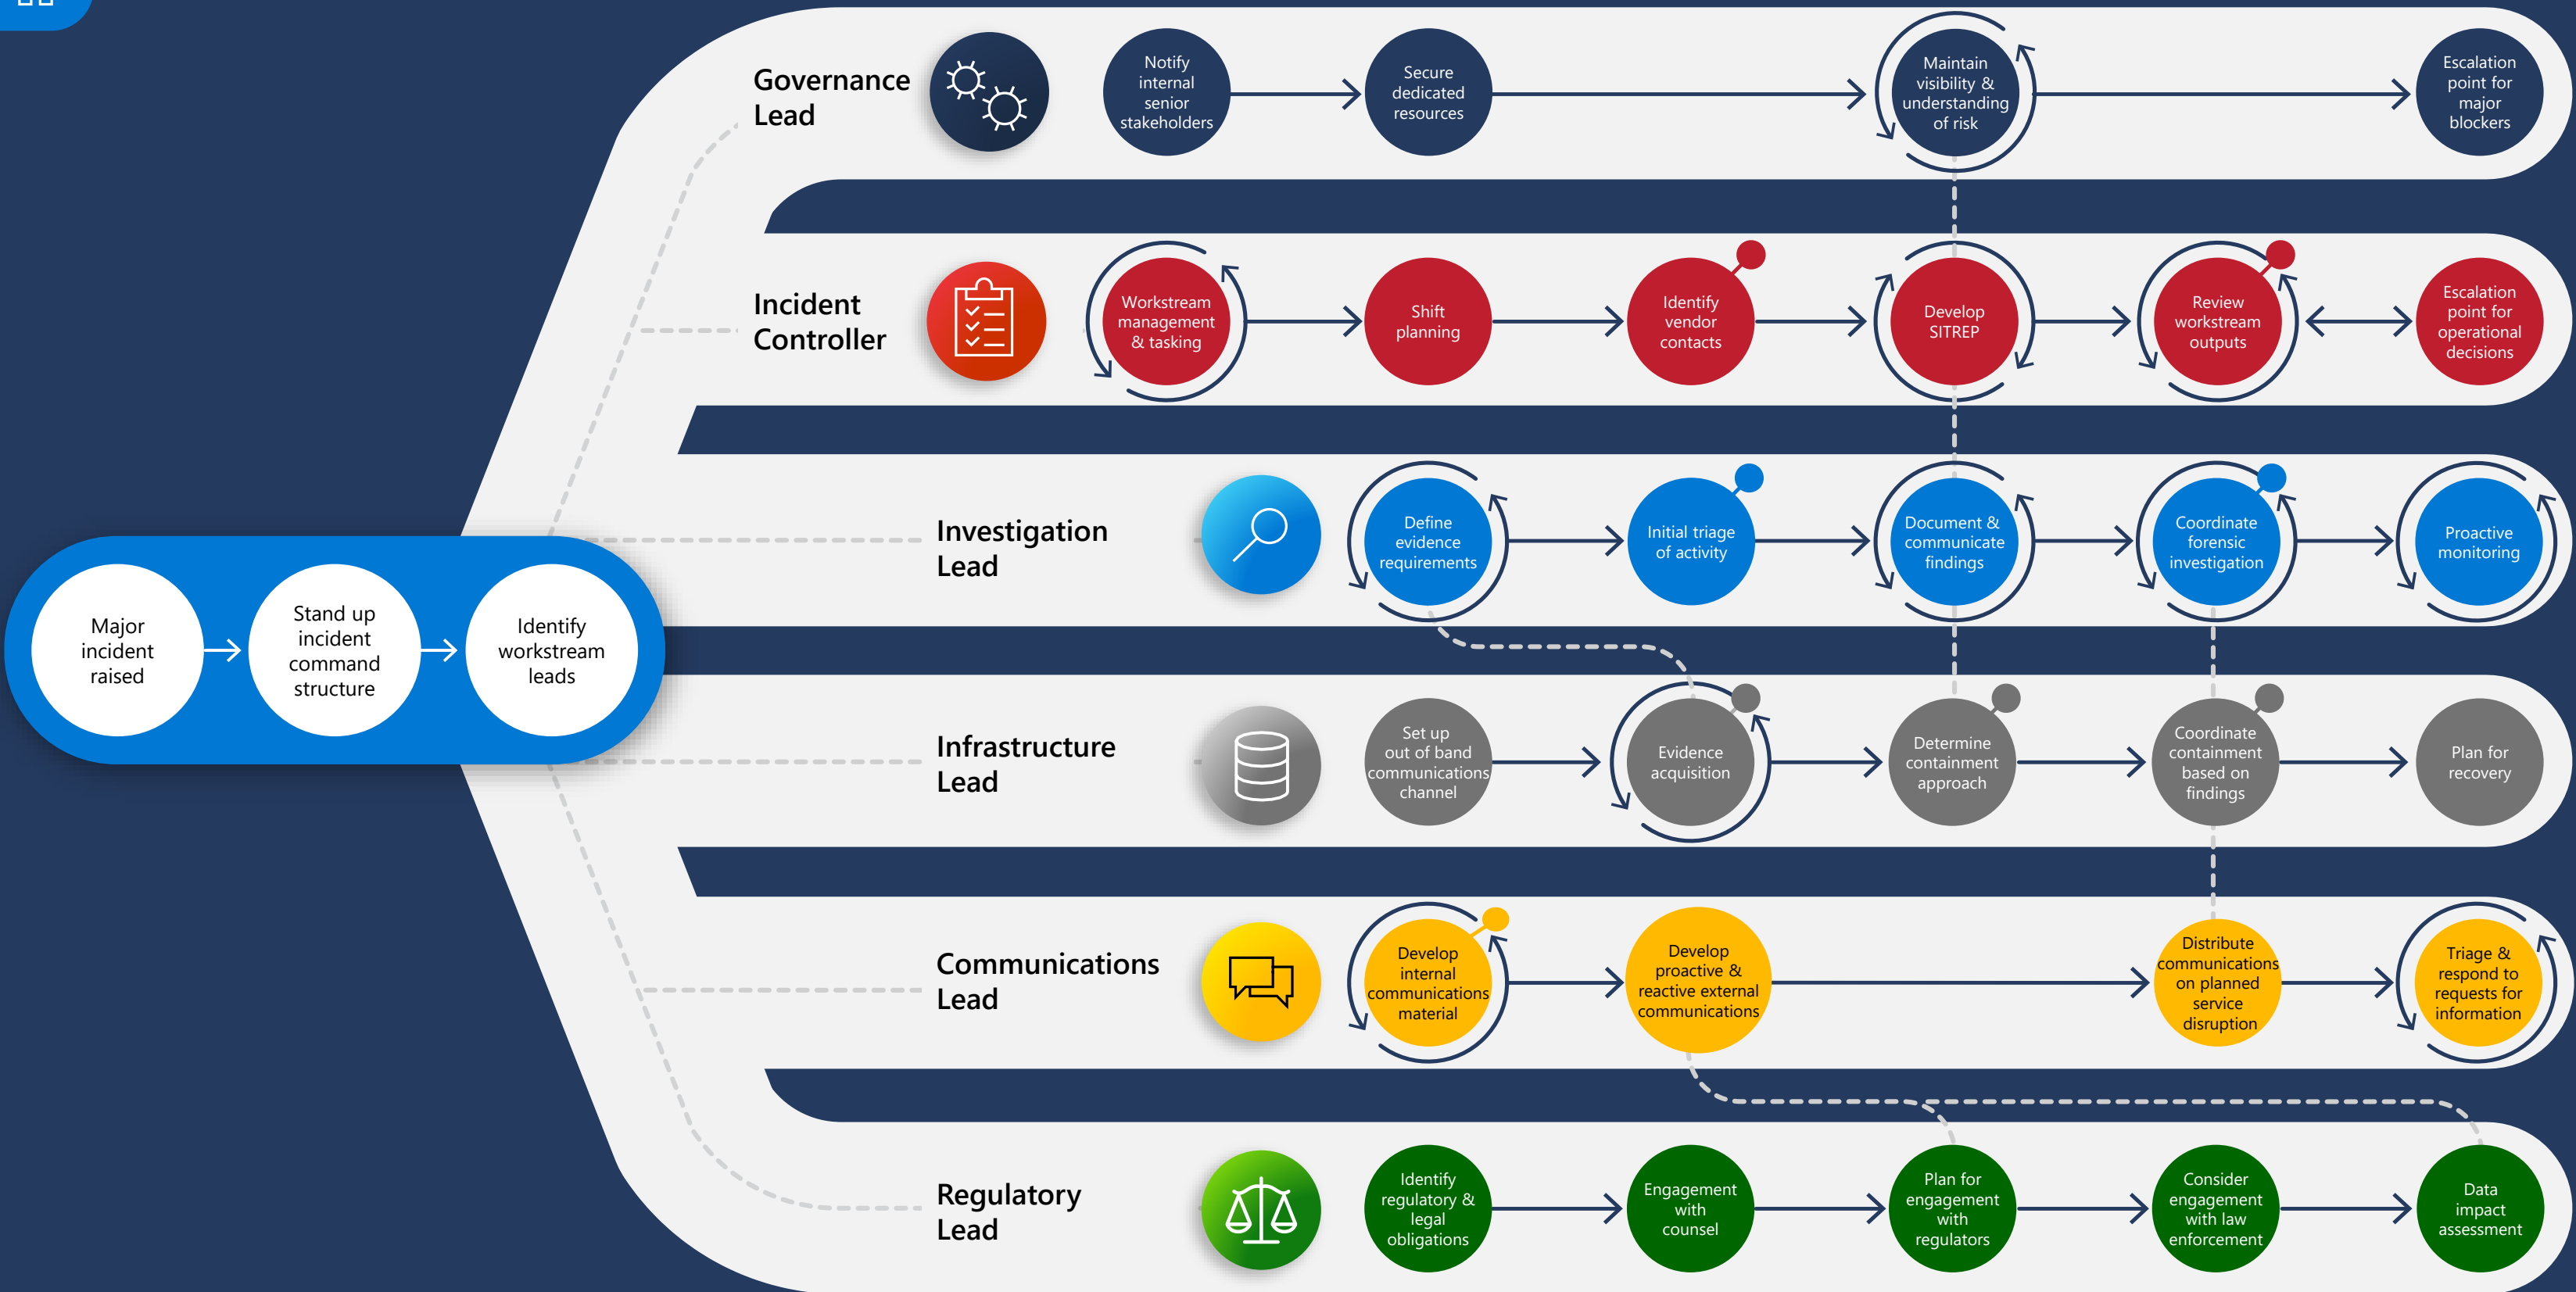 Governance
Lead
Notify
internal
senior
stakeholders
Secure
dedicated
resources
Maintain
visibility &
understanding
of risk
Escalation
point for
major
blockers
Incident
Controller
Workstream
management
& tasking
Shift
planning
Identify
vendor
contacts
Develop
SITREP
Review
workstream
outputs
Escalation
point for
operational
decisions
Investigation
Lead
Define
evidence
requirements
Initial triage
of activity
Document &
communicate
findings
Coordinate
forensic
investigation
Proactive
monitoring
Major
incident
raised
Stand up
incident
command
structure
Identify
workstream
leads
Infrastructure
Lead
Set up
out of band
communications
channel
Evidence
acquisition
Determine
containment
approach
Coordinate
containment
based on
findings
Plan for
recovery
Communications
Lead
Develop
internal
communications
material
Develop
proactive &
reactive external
communications
Distribute
communications
on planned
service
disruption
Triage &
respond to
requests for
information
Regulatory
Lead
Identify
regulatory &
legal
obligations
Engagement
with
counsel
Plan for
engagement
with
regulators
Consider
engagement
with law
enforcement
Data
impact
assessment